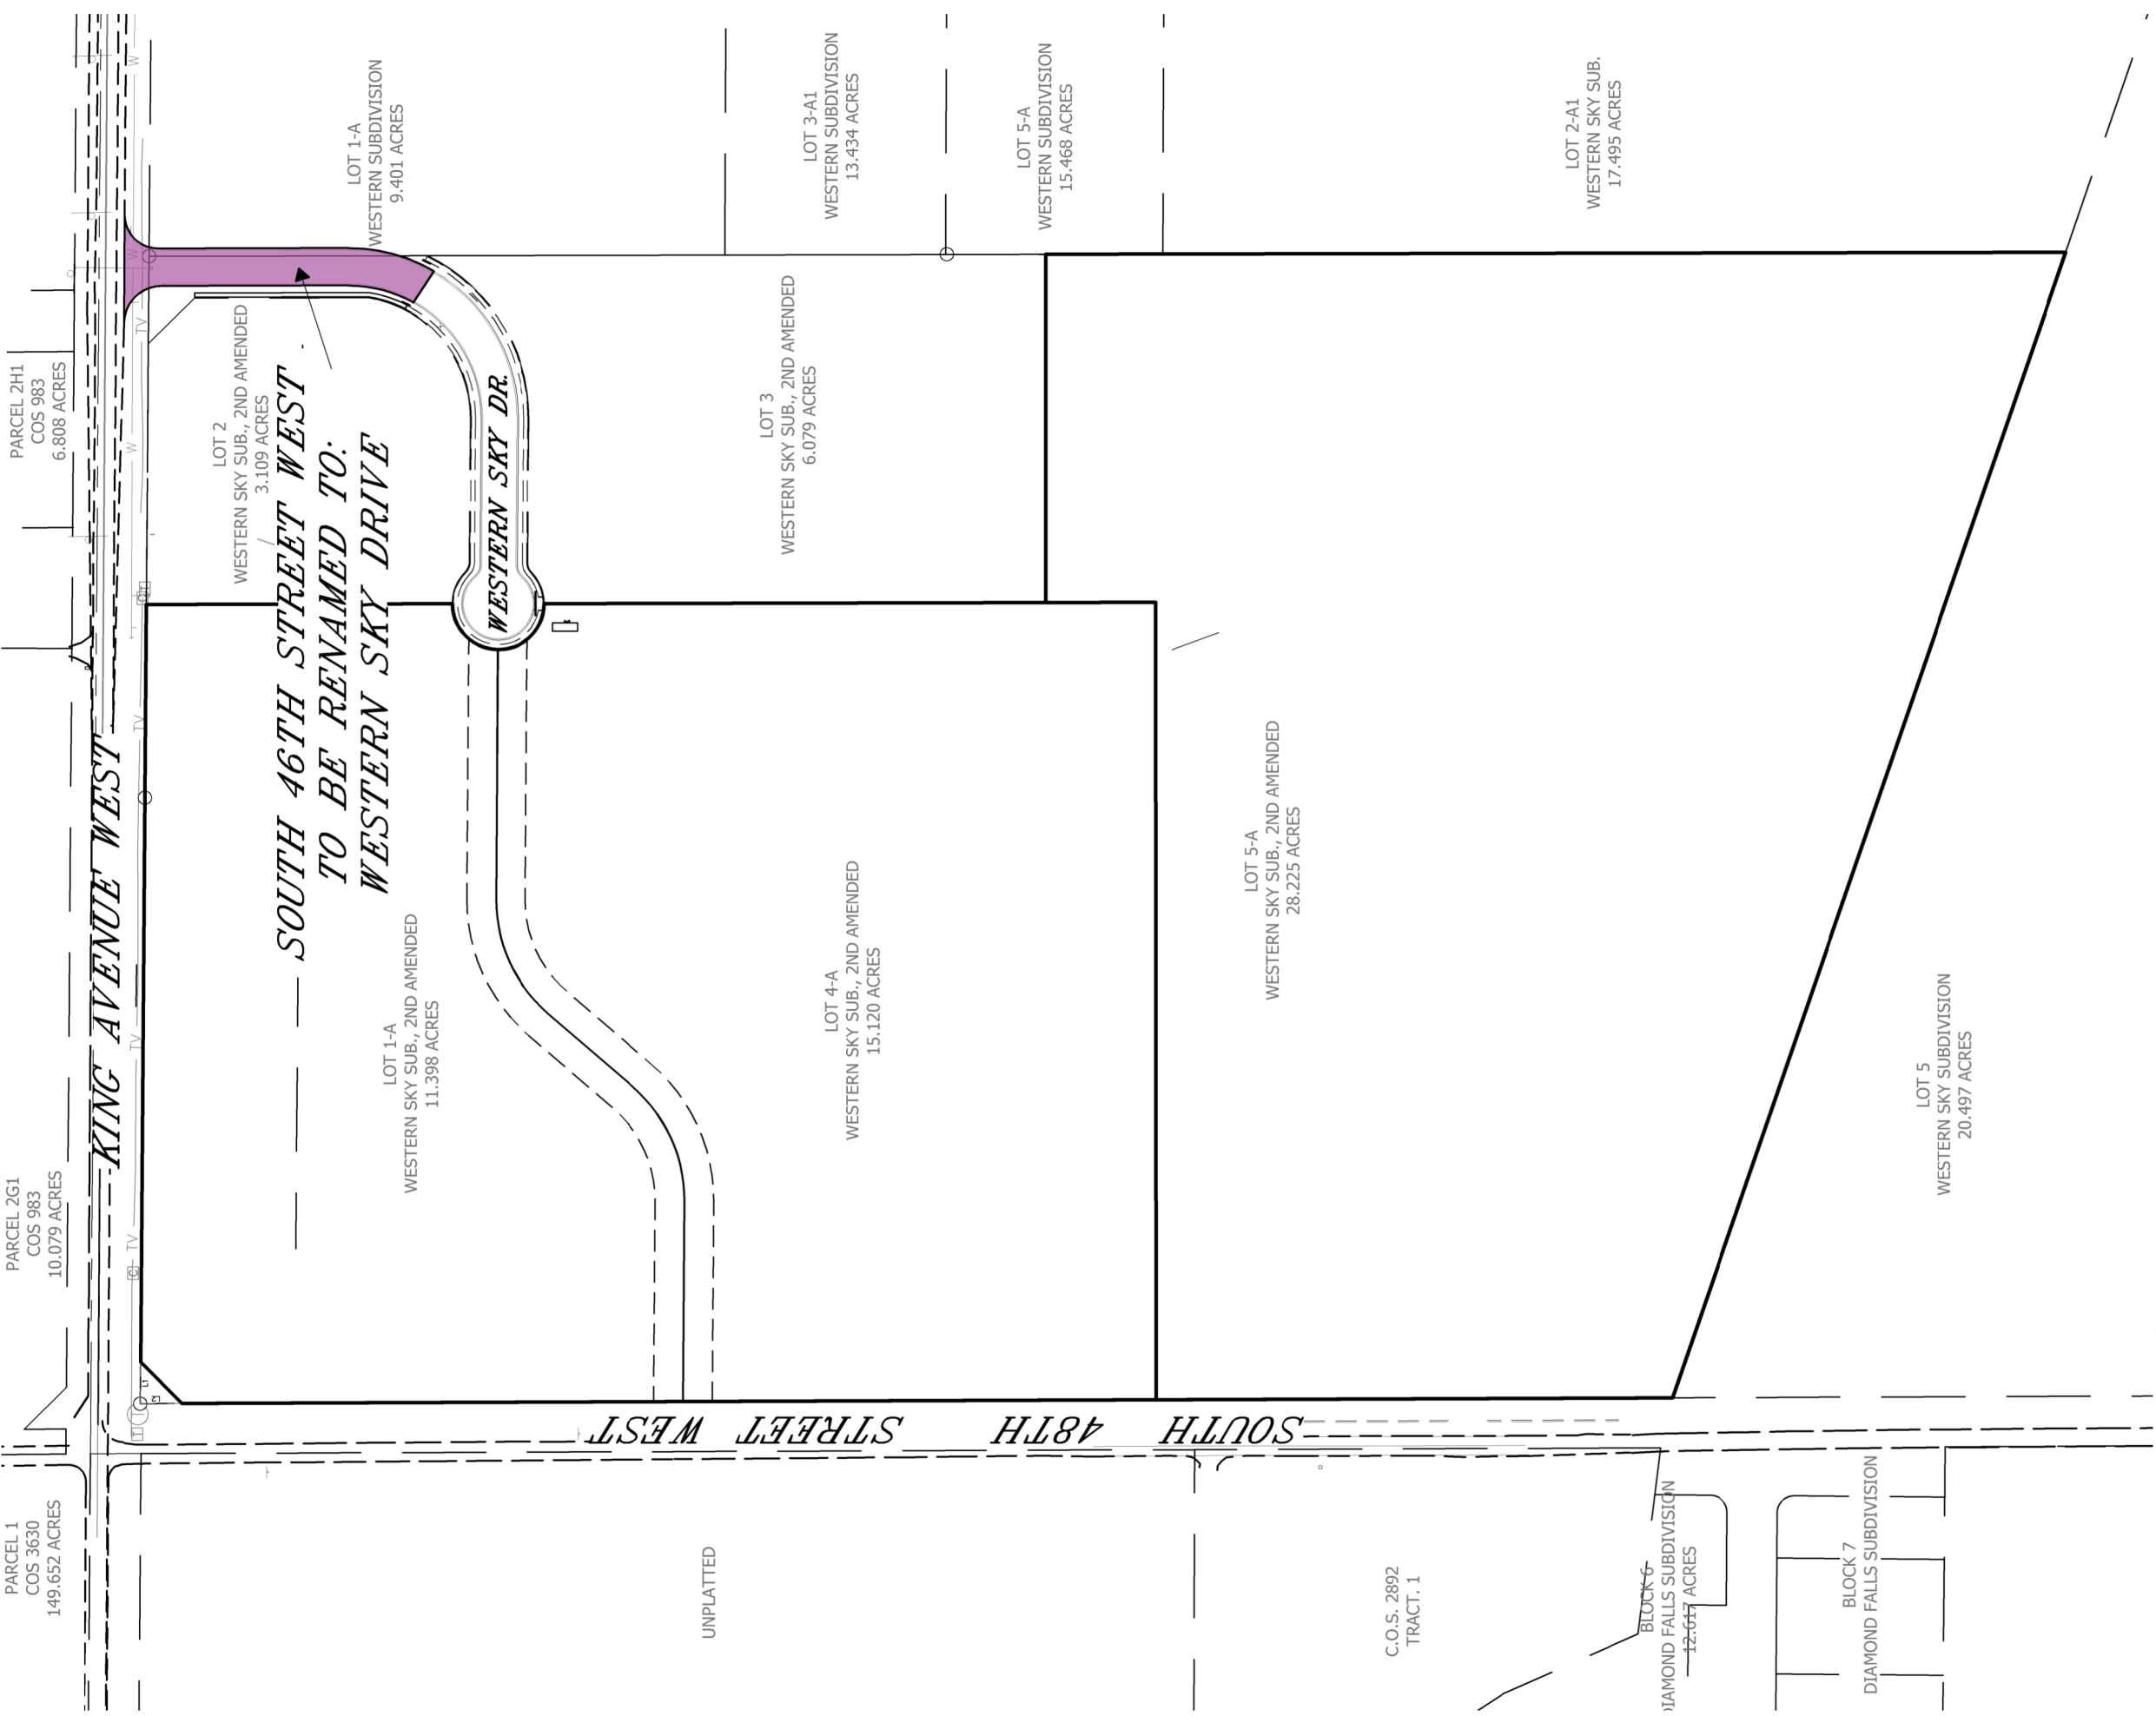 PARCEL 2H1
COS 983
6.808 ACRES
PARCEL 2G1
COS 983
10.079 ACRES
PARCEL 1
COS 3630
149.652 ACRES
KING AVENUE WEST
LOT 1-A
WESTERN SUBDIVISION
9.401 ACRES
LOT 3-A1
WESTERN SUBDIVISION
13.434 ACRES
LOT 5-A
WESTERN SUBDIVISION
15.468 ACRES
LOT 2-A1
WESTERN SKY SUB.
17.495 ACRES
LOT 2
WESTERN SKY SUB., 2ND AMENDED
3.109 ACRES
SOUTH 46TH STREET WEST
TO BE RENAMED TO:
WESTERN SKY DRIVE
WESTERN SKY DR.
LOT 3
WESTERN SKY SUB., 2ND AMENDED
6.079 ACRES
LOT 1-A
WESTERN SKY SUB., 2ND AMENDED
11.398 ACRES
LOT 4-A
WESTERN SKY SUB., 2ND AMENDED
15.120 ACRES
LOT 5-A
WESTERN SKY SUB., 2ND AMENDED
28.225 ACRES
LOT 5
WESTERN SKY SUBDIVISION
20.497 ACRES
SOUTH 48TH STREET WEST
UNPLATTED
C.O.S. 2892
TRACT. 1
BLOCK 6
DIAMOND FALLS SUBDIVISION
12.617 ACRES
BLOCK 7
DIAMOND FALLS SUBDIVISION
W
W
W
W
TV
TV
TV
TV
C
T
L1